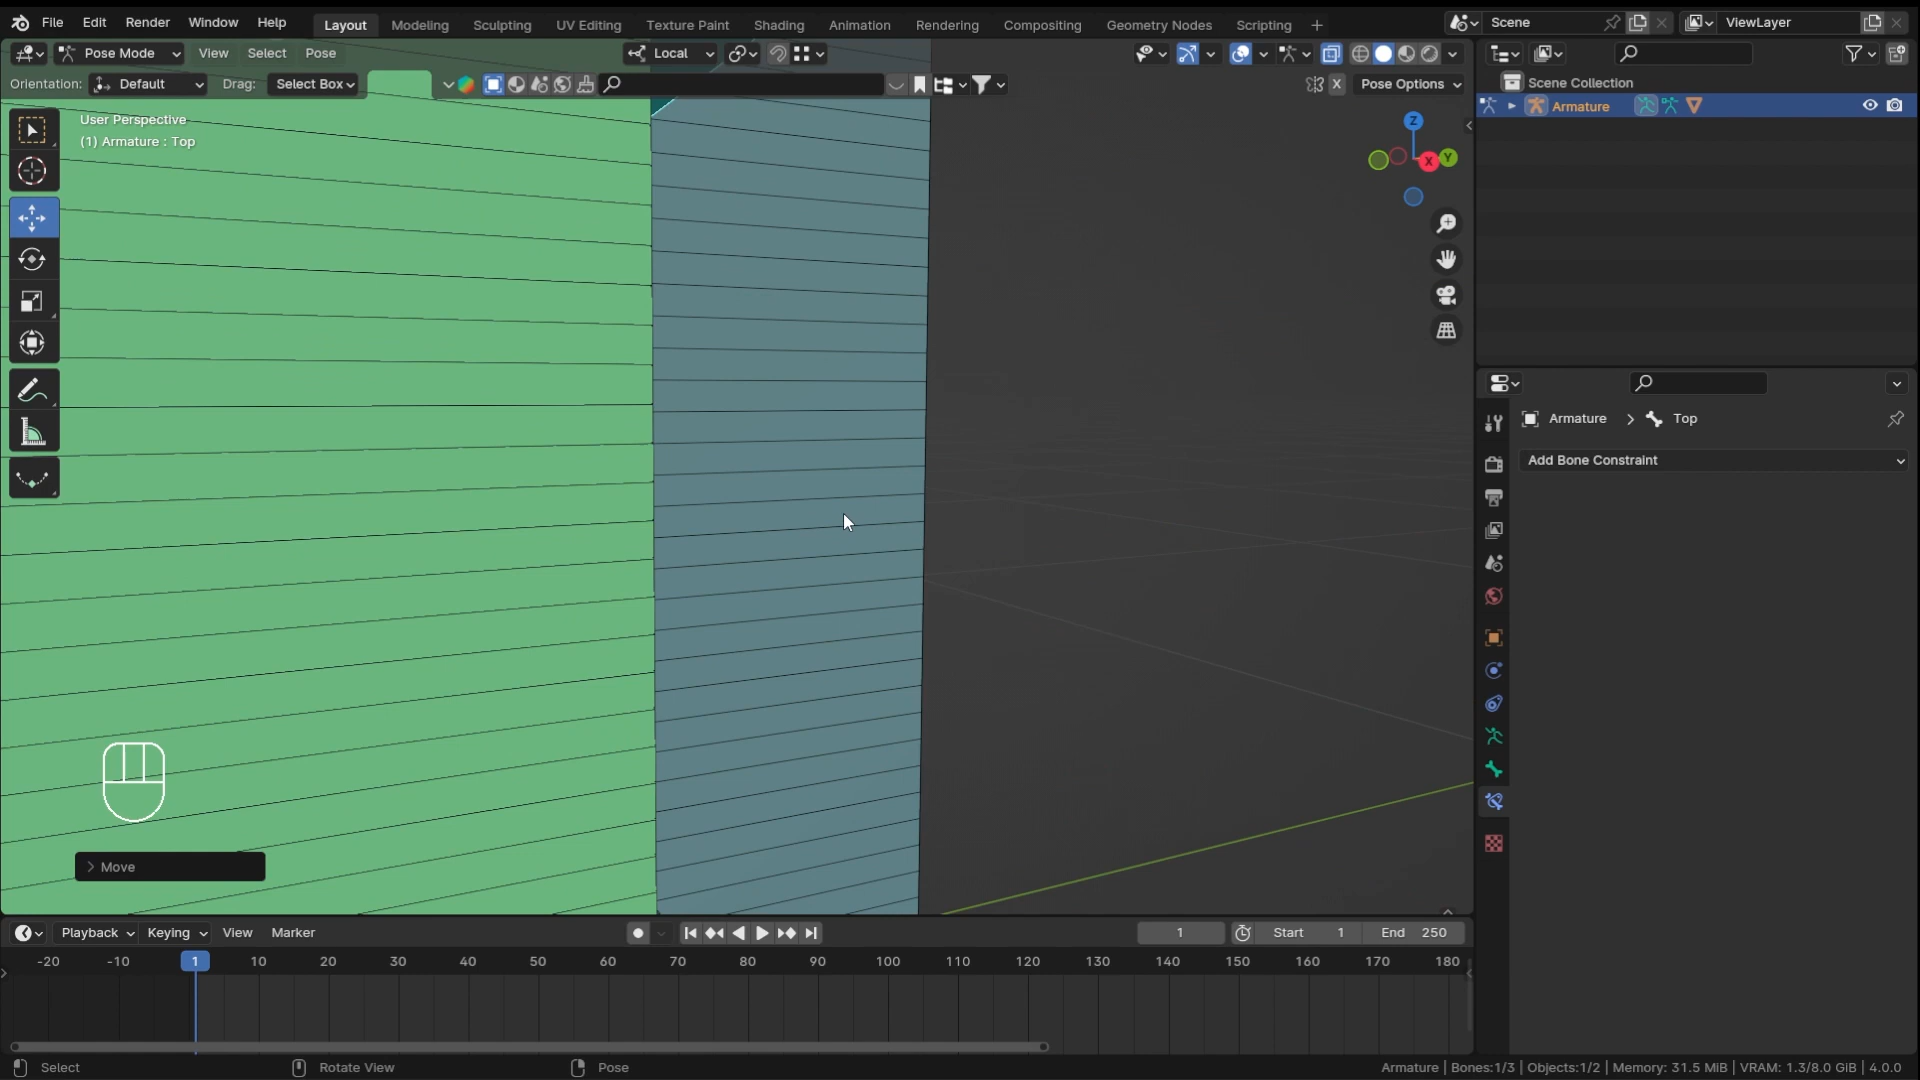 File Edit Render Window Help Layout Modeling Sculpting UV Editing Texture Paint Shading Animation Rendering Compositing Geometry Nodes Scripting + Scene ViewLayer
Pose Mode View Select Pose Local
Orientation: Default Drag: Select Box X Pose Options
User Perspective
(1) Armature : Top
Z
X Y
Move
Scene Collection
Armature
Armature > Top
Add Bone Constraint
Playback Keying View Marker 1 Start 1 End 250
-20 -10 1 10 20 30 40 50 60 70 80 90 100 110 120 130 140 150 160 170 180
Select Rotate View Pose Armature | Bones:1/3 | Objects:1/2 | Memory: 31.5 MiB | VRAM: 1.3/8.0 GiB | 4.0.0